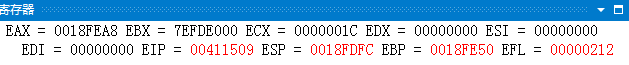 寄存器
EAX = 0018FEA8 EBX = 7EFDE000 ECX = 0000001C EDX = 00000000 ESI = 00000000
EDI = 00000000 EIP = 00411509 ESP = 0018FDFC EBP = 0018FE50 EFL = 00000212